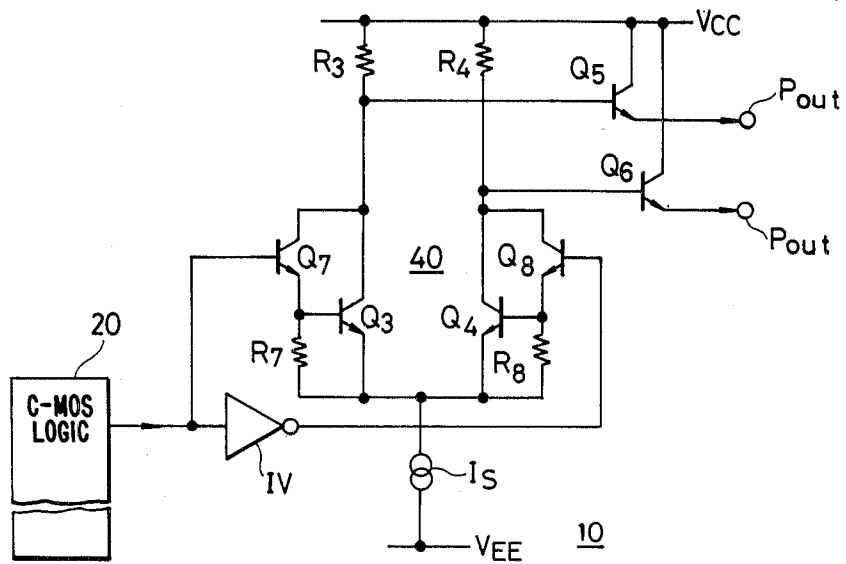 VCC
R3
R4
Q5
Pout
Q6
Pout
Q7
40
Q8
Q3
Q4
R7
R8
20
C-MOS
LOGIC
IV
IS
VEE
10